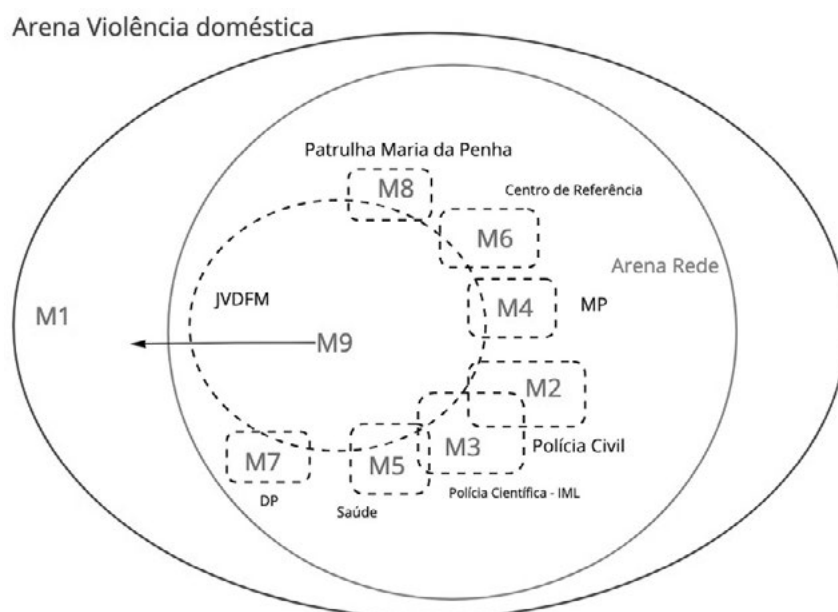 Arena Violência doméstica
Patrulha Maria da Penha
M8
Centro de Referência
M6
Arena Rede
JVDFM
M4
MP
M1
M9
M2
M3
Polícia Civil
M7
M5
DP
Saúde
Polícia Científica - IML